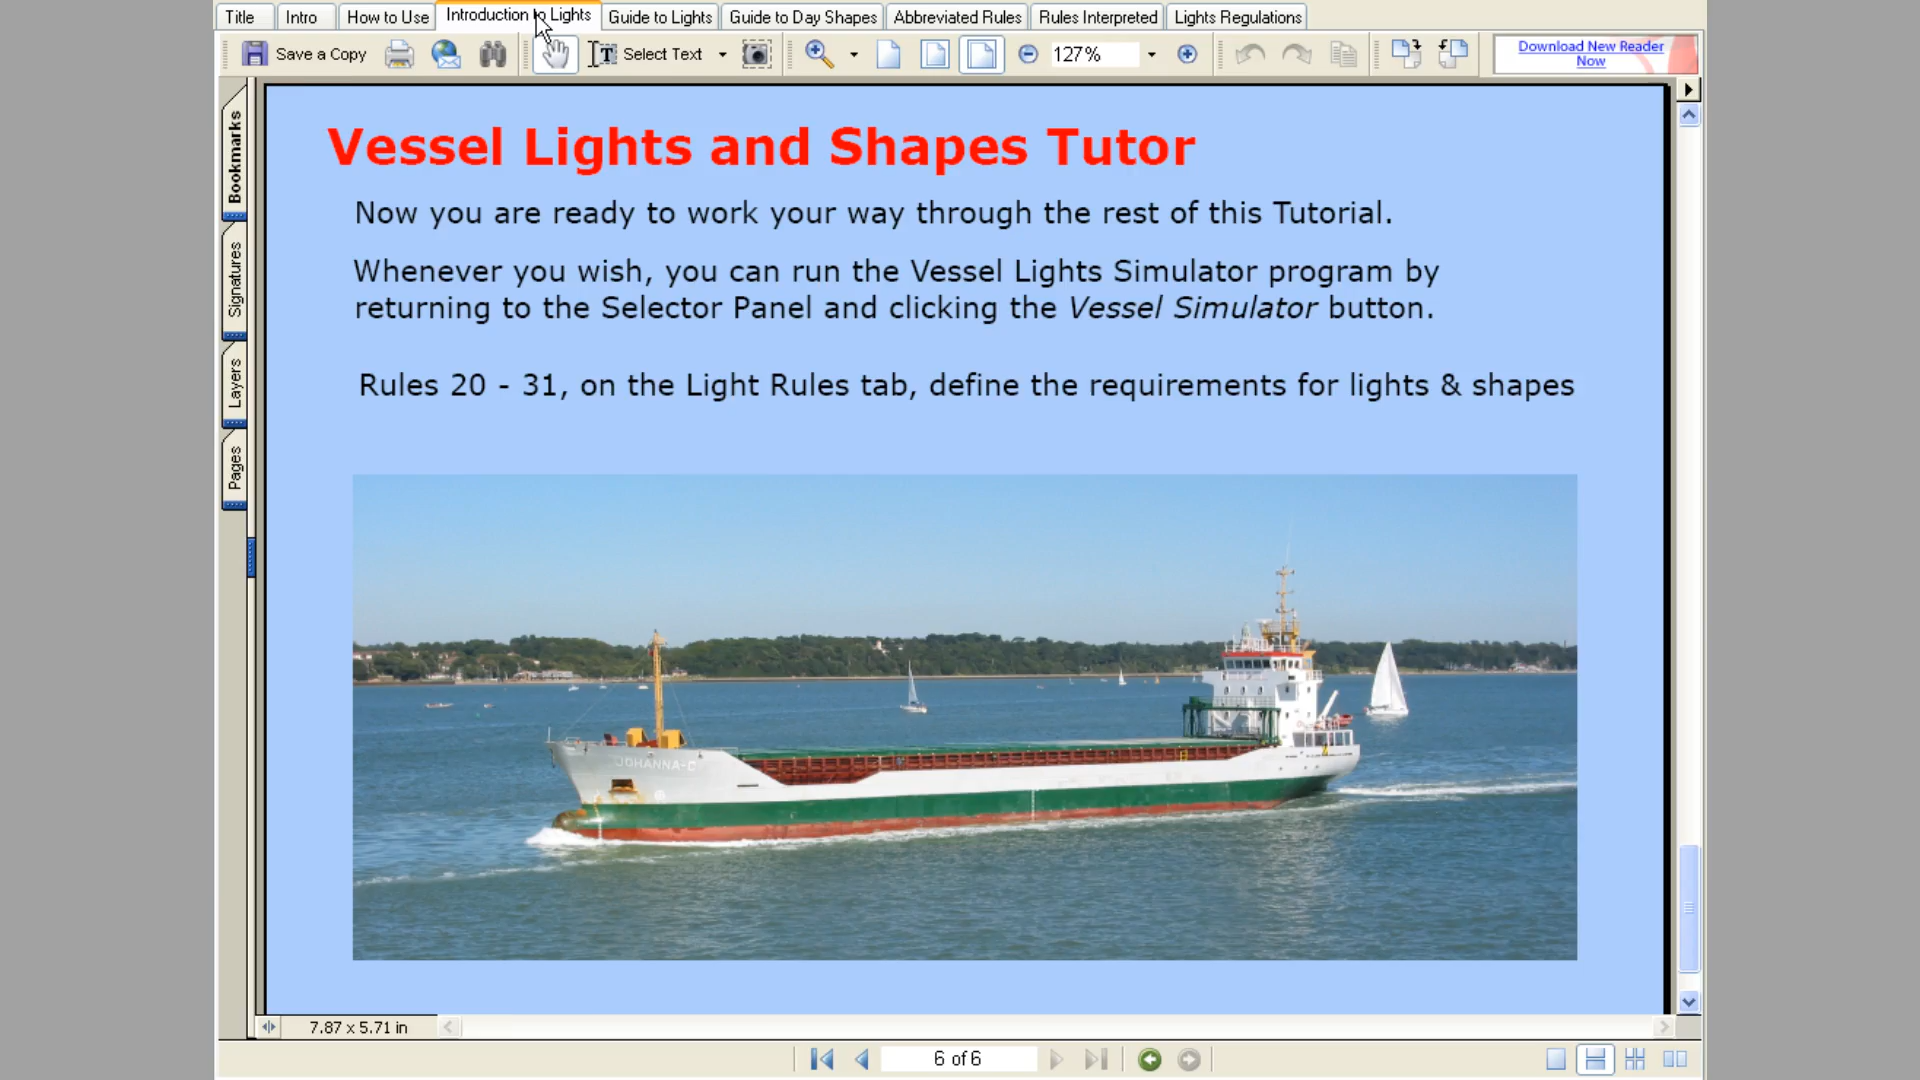 Title Intro How to Use Introduction to Lights Guide to Lights Guide to Day Shapes Abbreviated Rules Rules Interpreted Lights Regulations
Save a Copy Select Text 127% Download New Reader
Now
Bookmarks
Signatures
Layers
Pages
Vessel Lights and Shapes Tutor
Now you are ready to work your way through the rest of this Tutorial.
Whenever you wish, you can run the Vessel Lights Simulator program by
returning to the Selector Panel and clicking the Vessel Simulator button.
Rules 20 - 31, on the Light Rules tab, define the requirements for lights & shapes
JOHANNA-C
7.87 x 5.71 in
6 of 6